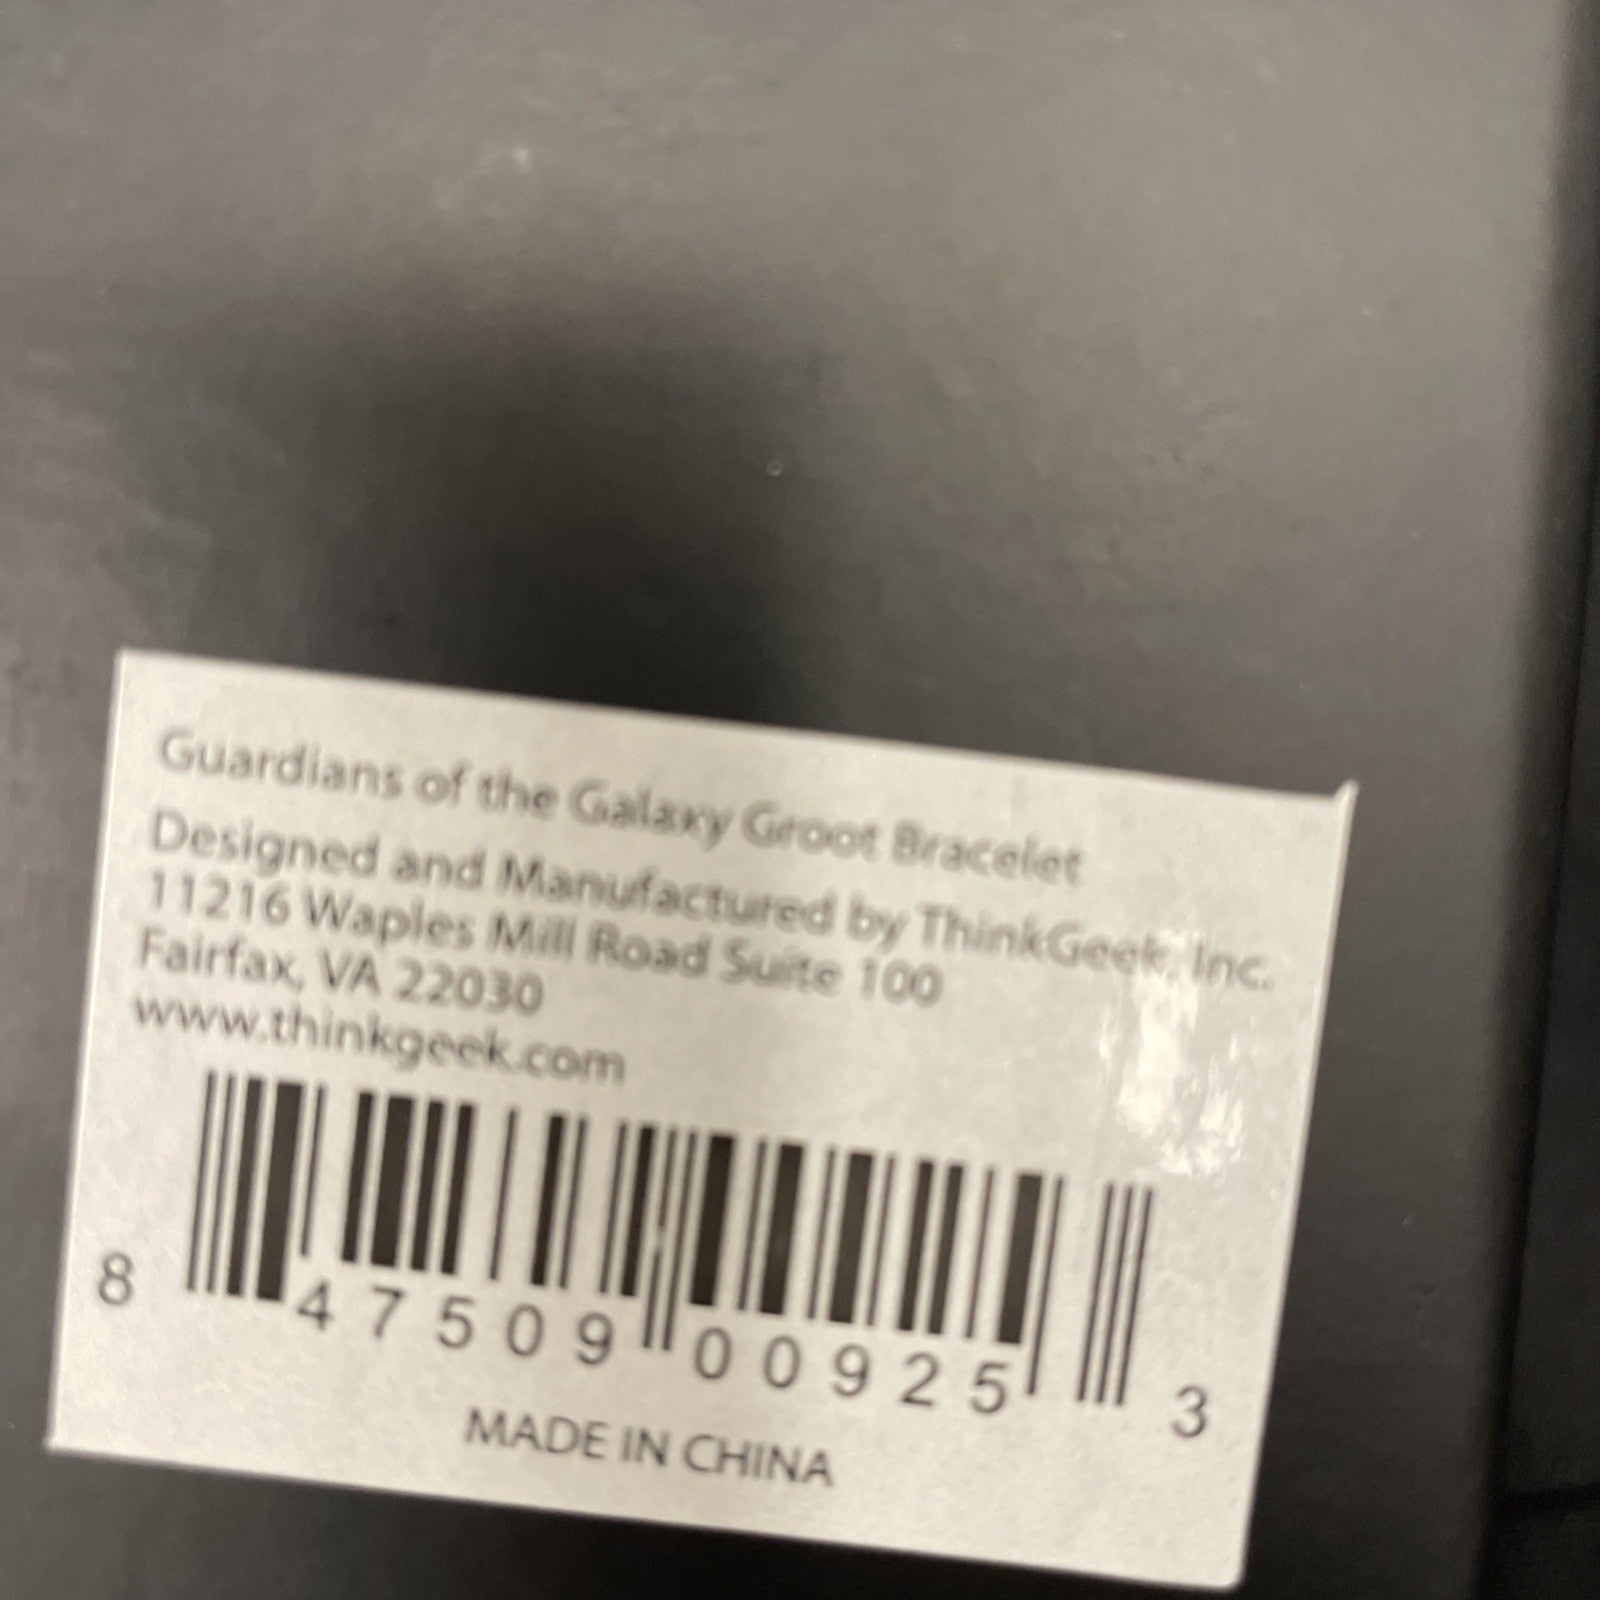 Guardians of the Galaxy Groot Bracelet
Designed and Manufactured by ThinkGeek, Inc.
11216 Waples Mill Road Suite 100
Fairfax, VA 22030
www.thinkgeek.com
8 47509 00925 3
MADE IN CHINA